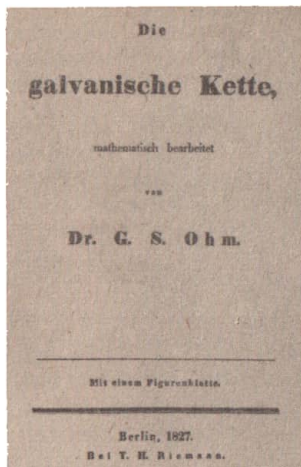 Die
galvanische Kette,
mathematisch bearbeitet
von
Dr. G. S. Ohm.
Mit einem Figurenblatte.
Berlin, 1827.
Bei T. H. Riemann.